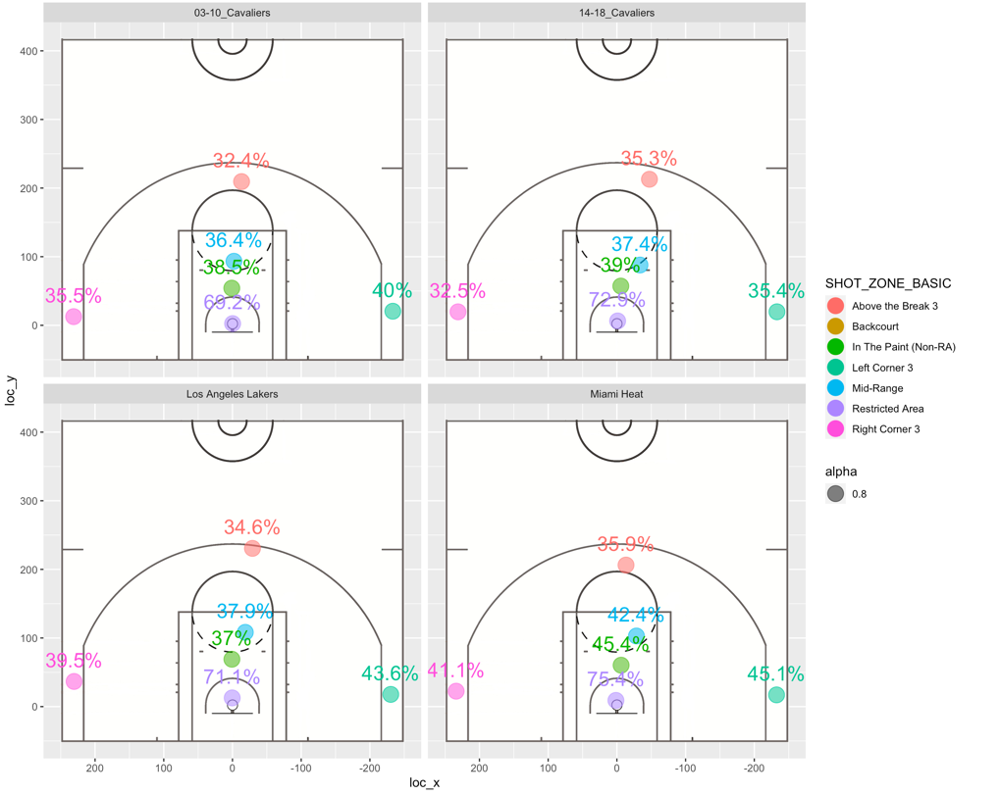 03-10_Cavaliers
14-18_Cavaliers
400
300
200
100
0
32.4%
36.4%
38.5%
69.2%
35.5%
40%
35.3%
37.4%
39%
72.9%
32.5%
35.4%
loc_y
Los Angeles Lakers
Miami Heat
400
300
200
100
0
34.6%
37.9%
37%
71.1%
39.5%
43.6%
35.9%
42.4%
45.4%
75.4%
41.1%
45.1%
200 100 0 -100 -200
200 100 0 -100 -200
loc_x
SHOT_ZONE_BASIC
Above the Break 3
Backcourt
In The Paint (Non-RA)
Left Corner 3
Mid-Range
Restricted Area
Right Corner 3
alpha
0.8